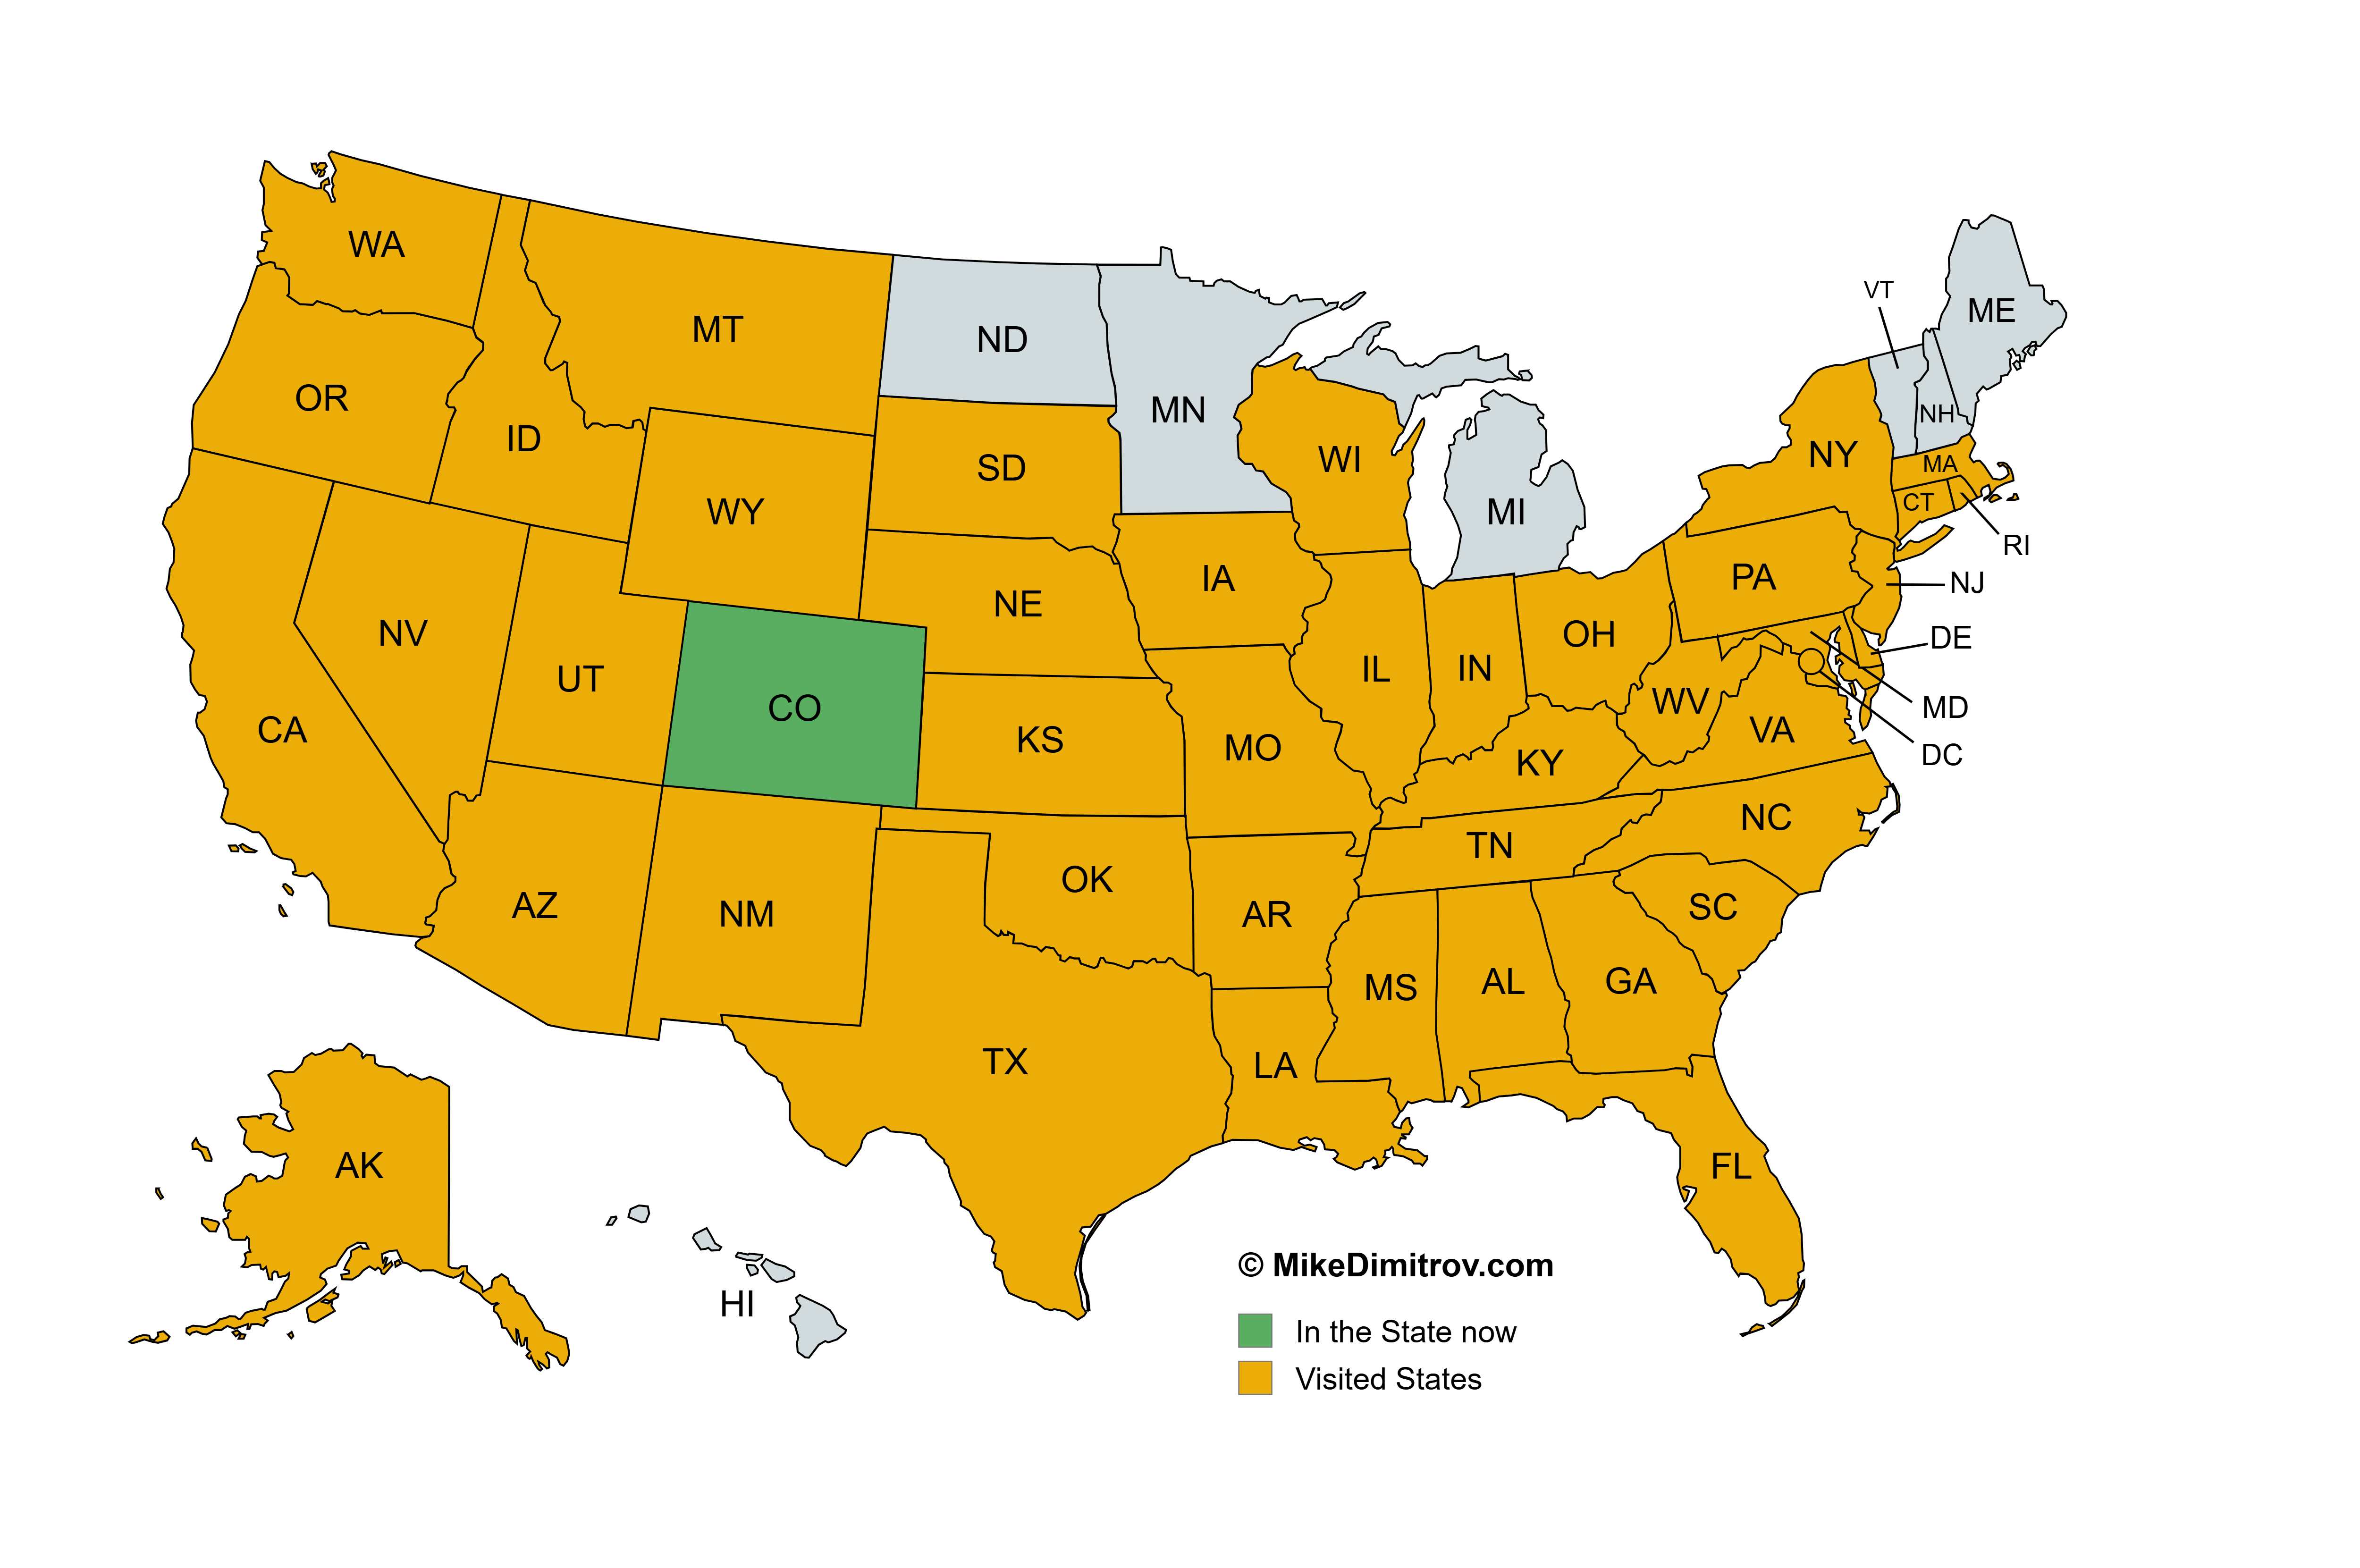 WA
MT
ND
ME
VT
OR
ID
MN
NH
SD
WI
NY
MA
WY
MI
CT
RI
IA
PA
NJ
NE
NV
OH
DE
UT
IL
IN
CO
WV
MD
CA
KS
MO
VA
DC
KY
NC
TN
OK
AZ
NM
AR
SC
MS
AL
GA
TX
LA
AK
FL
HI
© MikeDimitrov.com
In the State now
Visited States